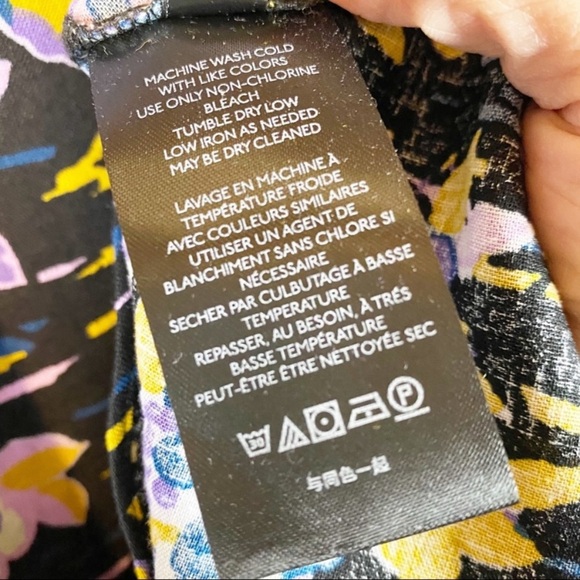 MACHINE WASH COLD
WITH LIKE COLORS
USE ONLY NON-CHLORINE
BLEACH
TUMBLE DRY LOW
LOW IRON AS NEEDED
MAY BE DRY CLEANED
LAVAGE EN MACHINE À
TEMPÉRATURE FROIDE
AVEC COULEURS SIMILAIRES
UTILISER UN AGENT DE
BLANCHIMENT SANS CHLORE SI
NÉCESSAIRE
SECHER PAR CULBUTAGE À BASSE
TEMPERATURE
REPASSER, AU BESOIN, À TRÉS
BASSE TEMPÉRATURE
PEUT-ÊTRE ÊTRE NETTOYÉE SEC
30 P
与同色一起